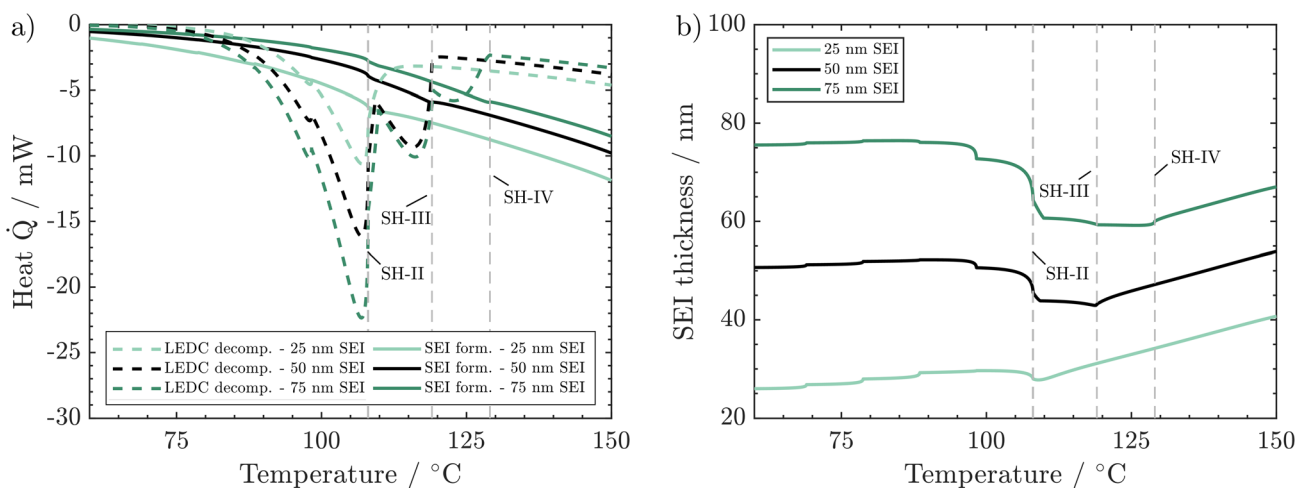 a)
Heat Q̇ / mW
0
-5
-10
-15
-20
-25
-30
75
100
125
150
Temperature / °C
SH-II
SH-III
SH-IV
LEDC decomp. - 25 nm SEI
LEDC decomp. - 50 nm SEI
LEDC decomp. - 75 nm SEI
SEI form. - 25 nm SEI
SEI form. - 50 nm SEI
SEI form. - 75 nm SEI
b)
SEI thickness / nm
100
80
60
40
20
75
100
125
150
Temperature / °C
25 nm SEI
50 nm SEI
75 nm SEI
SH-III
SH-IV
SH-II